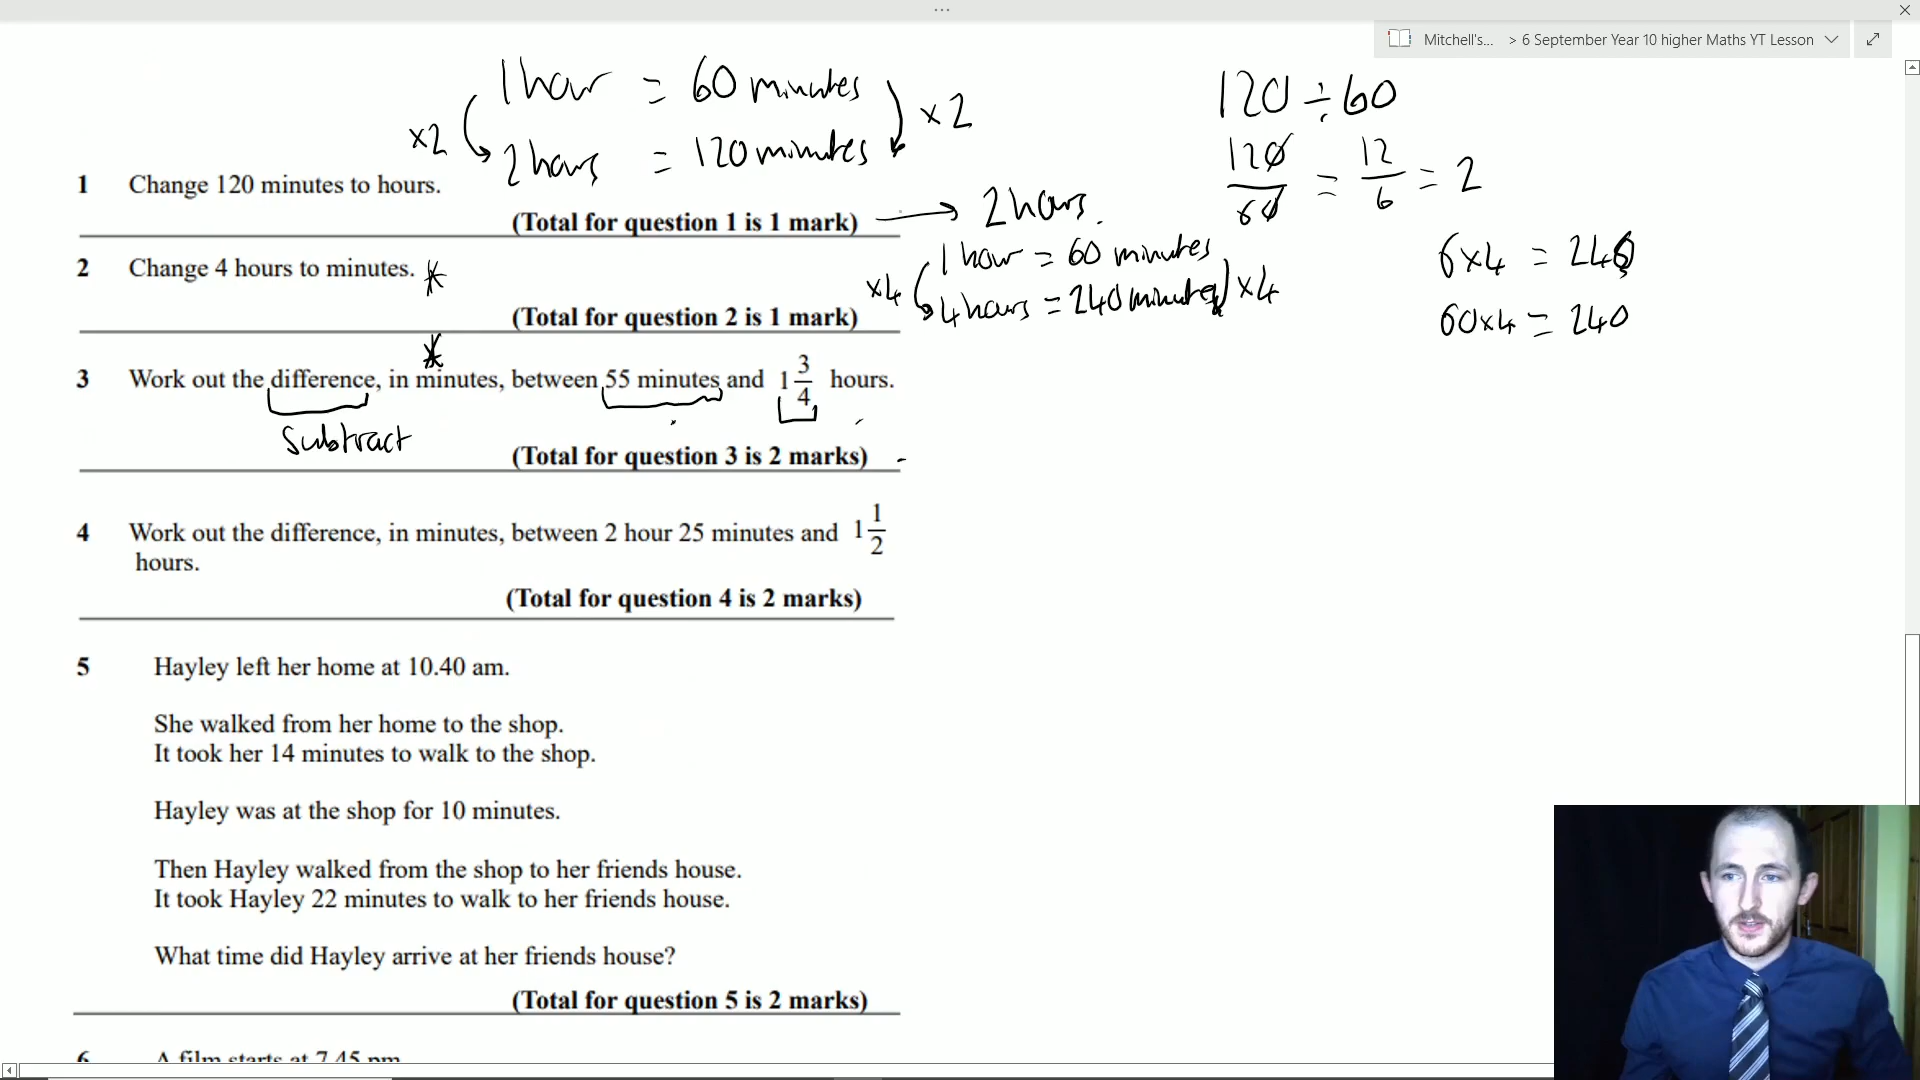 Mitchell's... > 6 September Year 10 higher Maths YT Lesson
1 hour = 60 minutes
×2 ×2
2 hours = 120 minutes
120 ÷ 60
120/60 = 12/6 = 2
1 Change 120 minutes to hours.
(Total for question 1 is 1 mark) → 2 hours.
2 Change 4 hours to minutes. *
1 hour = 60 minutes
×4 ×4
4 hours = 240 minutes
6×4 = 24
60×4 = 240
(Total for question 2 is 1 mark)
*
3 Work out the difference, in minutes, between 55 minutes and 1 3/4 hours.
Subtract
(Total for question 3 is 2 marks)
4 Work out the difference, in minutes, between 2 hour 25 minutes and 1 1/2
hours.
(Total for question 4 is 2 marks)
5 Hayley left her home at 10.40 am.
She walked from her home to the shop.
It took her 14 minutes to walk to the shop.
Hayley was at the shop for 10 minutes.
Then Hayley walked from the shop to her friends house.
It took Hayley 22 minutes to walk to her friends house.
What time did Hayley arrive at her friends house?
(Total for question 5 is 2 marks)
6 A film starts at 7.45 pm